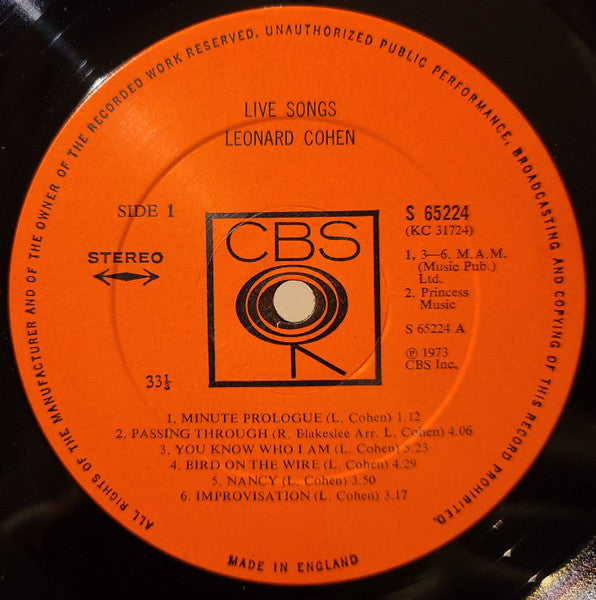 ALL RIGHTS OF THE MANUFACTURER AND OF THE OWNER OF THE RECORDED WORK RESERVED. UNAUTHORIZED PUBLIC PERFORMANCE, BROADCASTING AND COPYING OF THIS RECORD PROHIBITED.
LIVE SONGS
LEONARD COHEN
SIDE 1
STEREO
33⅓
CBS
S 65224
(KC 31724)
1, 3—6. M.A.M.
(Music Pub.)
Ltd.
2. Princess
Music
S 65224 A
℗ 1973
CBS Inc.
1. MINUTE PROLOGUE (L. Cohen) 1.12
2. PASSING THROUGH (R. Blakeslee Arr. L. Cohen) 4.06
3. YOU KNOW WHO I AM (L. Cohen) 5.23
4. BIRD ON THE WIRE (L. Cohen) 4.29
5. NANCY (L. Cohen) 3.50
6. IMPROVISATION (L. Cohen) 3.17
MADE IN ENGLAND